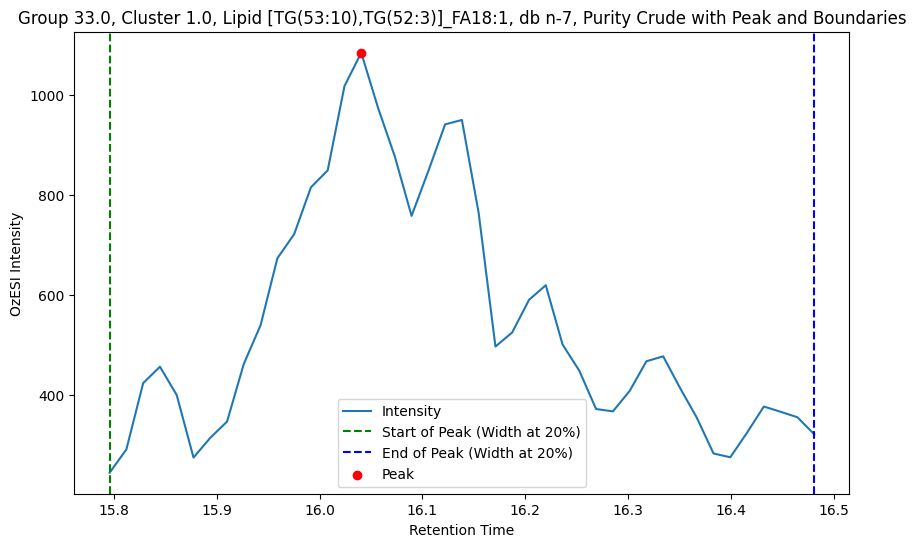 Group 33.0, Cluster 1.0, Lipid [TG(53:10),TG(52:3)]_FA18:1, db n-7, Purity Crude with Peak and Boundaries
OzESI Intensity
1000
800
600
400
Intensity
Start of Peak (Width at 20%)
End of Peak (Width at 20%)
Peak
15.8 15.9 16.0 16.1 16.2 16.3 16.4 16.5
Retention Time